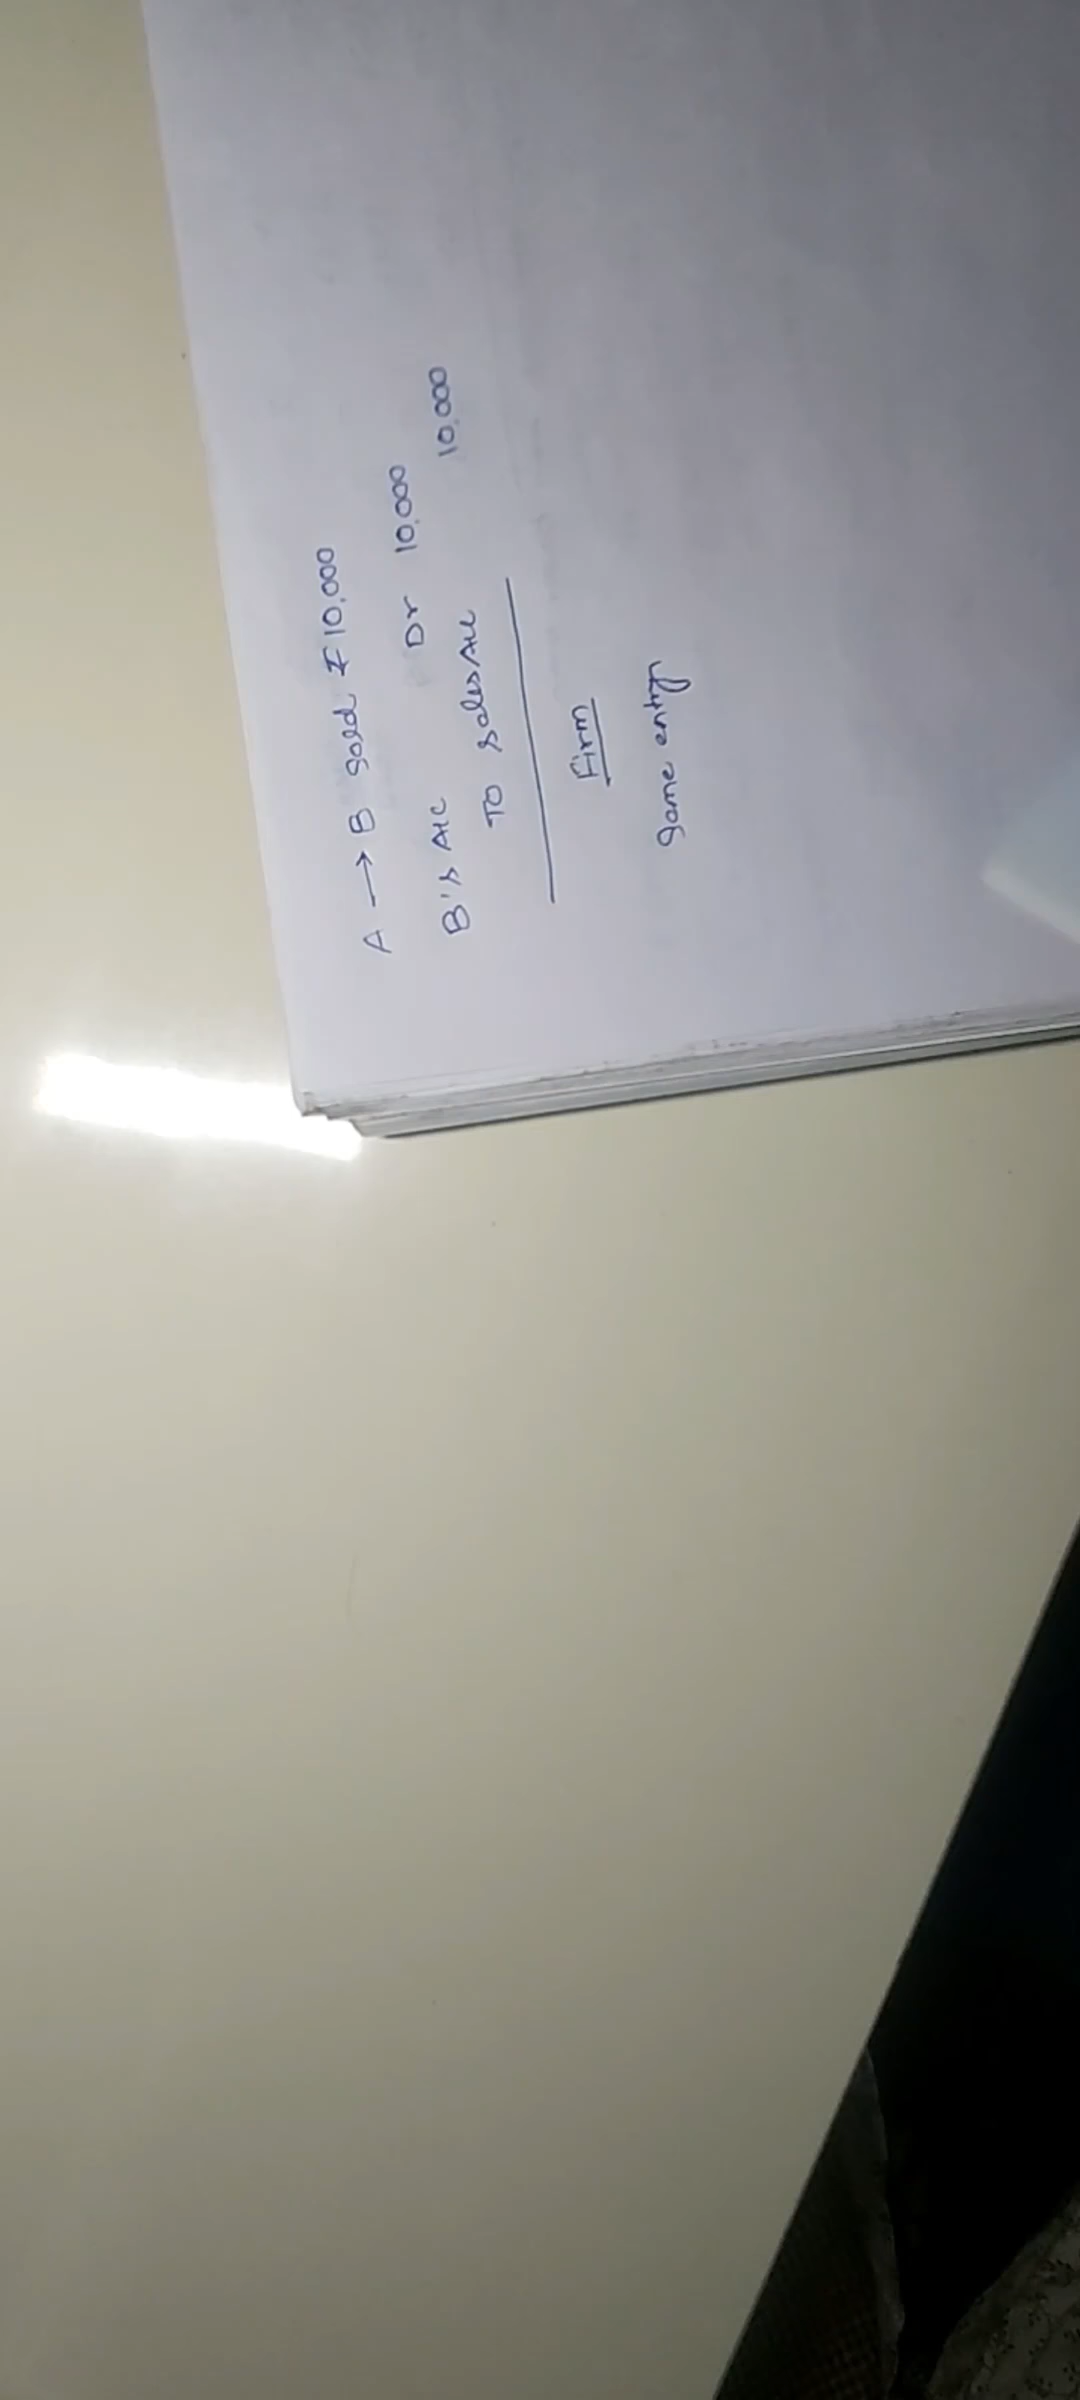 A → B Sold ₹10,000
B's A/c Dr 10,000
TO Sales A/c 10,000
Firm
Same entry